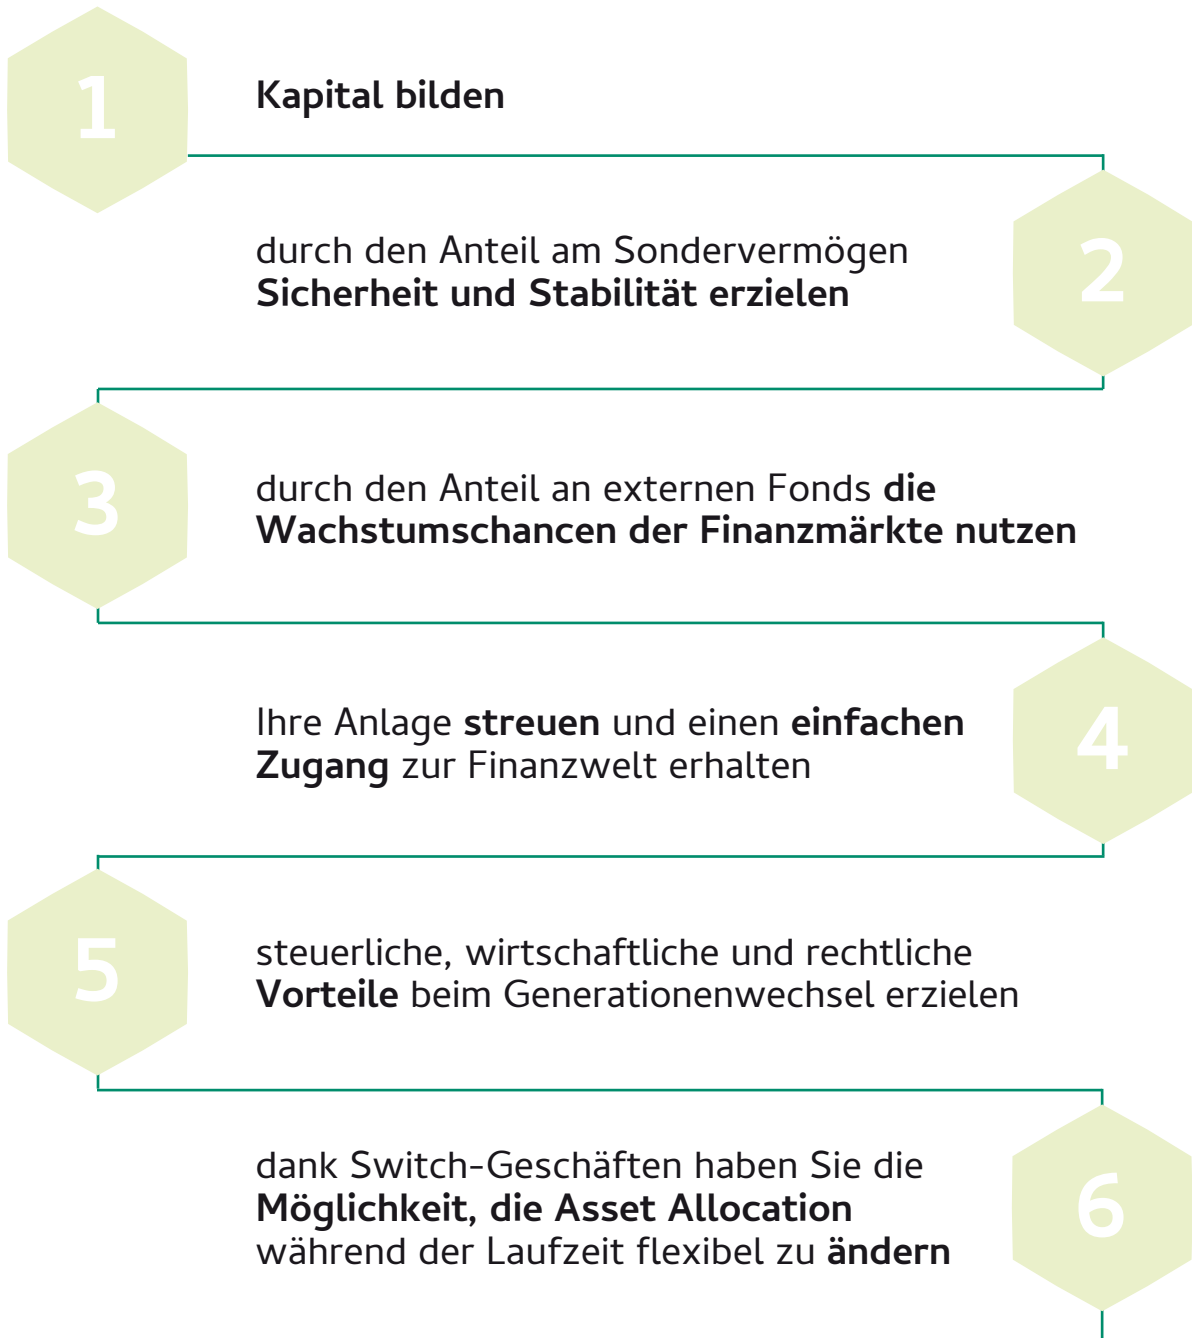 1
Kapital bilden
durch den Anteil am Sondervermögen
Sicherheit und Stabilität erzielen
2
3
durch den Anteil an externen Fonds die
Wachstumschancen der Finanzmärkte nutzen
Ihre Anlage streuen und einen einfachen
Zugang zur Finanzwelt erhalten
4
5
steuerliche, wirtschaftliche und rechtliche
Vorteile beim Generationenwechsel erzielen
dank Switch-Geschäften haben Sie die
Möglichkeit, die Asset Allocation
während der Laufzeit flexibel zu ändern
6